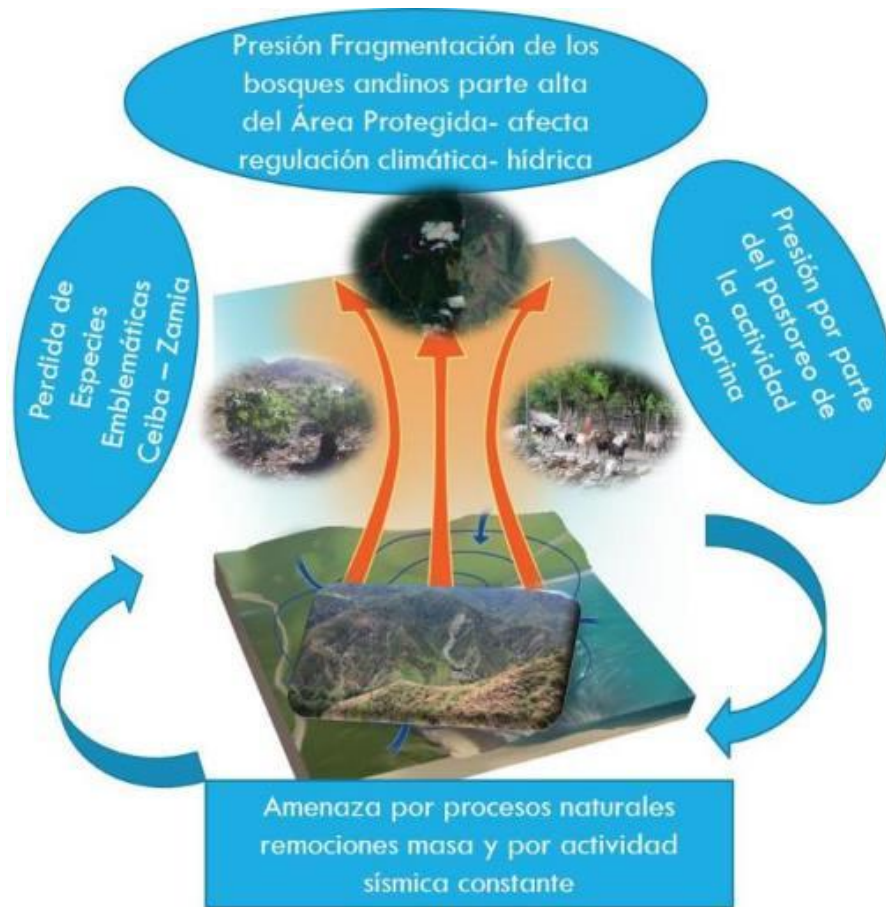 Presión Fragmentación de los
bosques andinos parte alta
del Área Protegida- afecta
regulación climática- hídrica
Perdida de
Especies
Emblemáticas
Ceiba – Zamia
Presión por parte
del pastoreo de
la actividad
caprina
Amenaza por procesos naturales
remociones masa y por actividad
sísmica constante